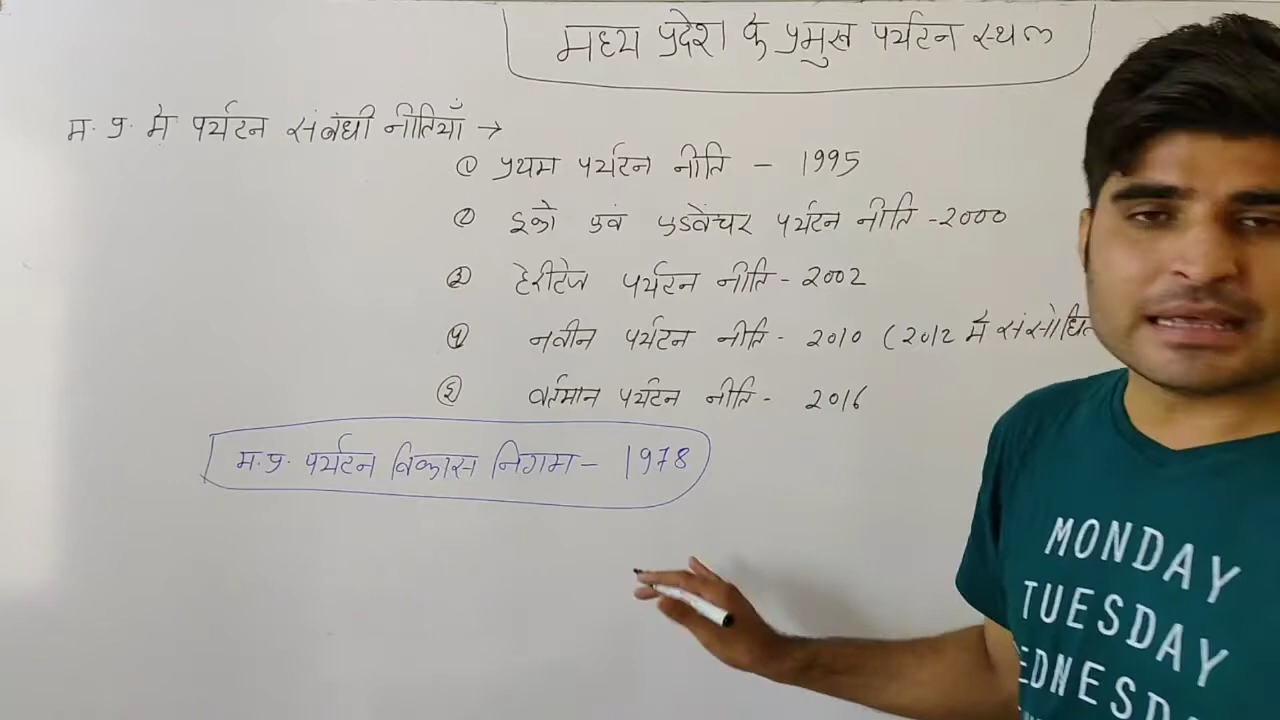 मध्य प्रदेश के प्रमुख पर्यटन स्थल
म. प्र. में पर्यटन संबंधी नीतियाँ →
① प्रथम पर्यटन नीति - 1995
② इको एवं एडवेंचर पर्यटन नीति - 2000
③ हेरीटेज पर्यटन नीति - 2002
④ नवीन पर्यटन नीति - 2010 (2012 में संसोधित
⑤ वर्तमान पर्यटन नीति - 2016
म. प्र. पर्यटन विकास निगम - 1978
MONDAY
TUESDAY
EDNESD